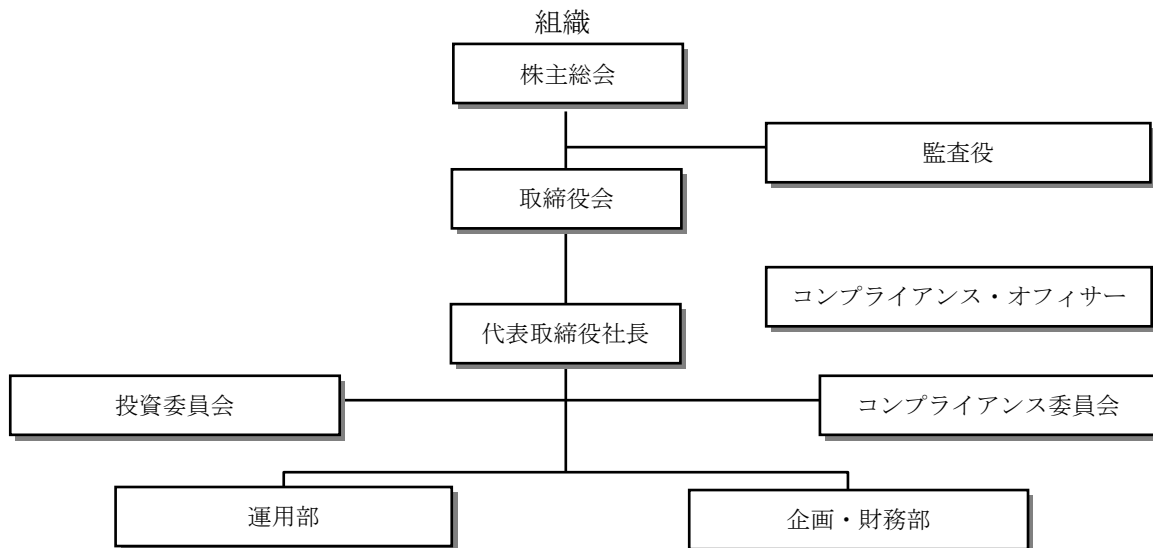 組織
株主総会
監査役
取締役会
コンプライアンス・オフィサー
代表取締役社長
投資委員会
コンプライアンス委員会
運用部
企画・財務部